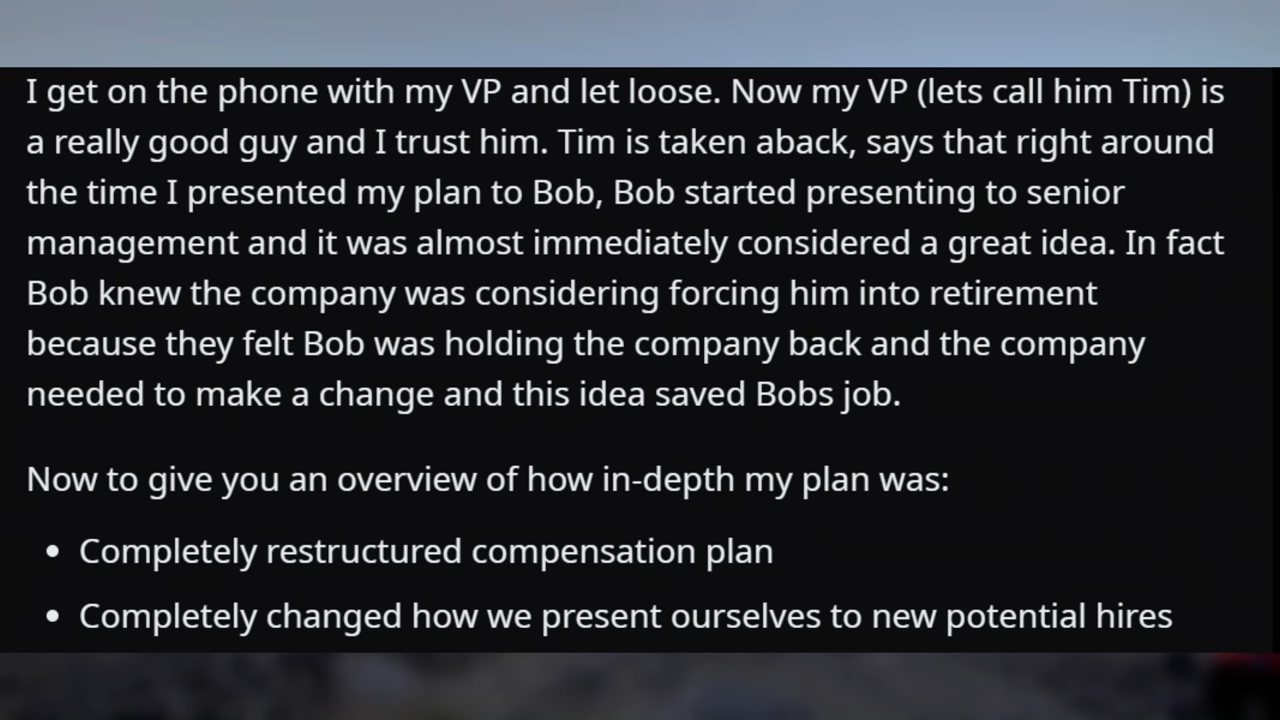 I get on the phone with my VP and let loose. Now my VP (lets call him Tim) is
a really good guy and I trust him. Tim is taken aback, says that right around
the time I presented my plan to Bob, Bob started presenting to senior
management and it was almost immediately considered a great idea. In fact
Bob knew the company was considering forcing him into retirement
because they felt Bob was holding the company back and the company
needed to make a change and this idea saved Bobs job.
Now to give you an overview of how in-depth my plan was:
• Completely restructured compensation plan
• Completely changed how we present ourselves to new potential hires